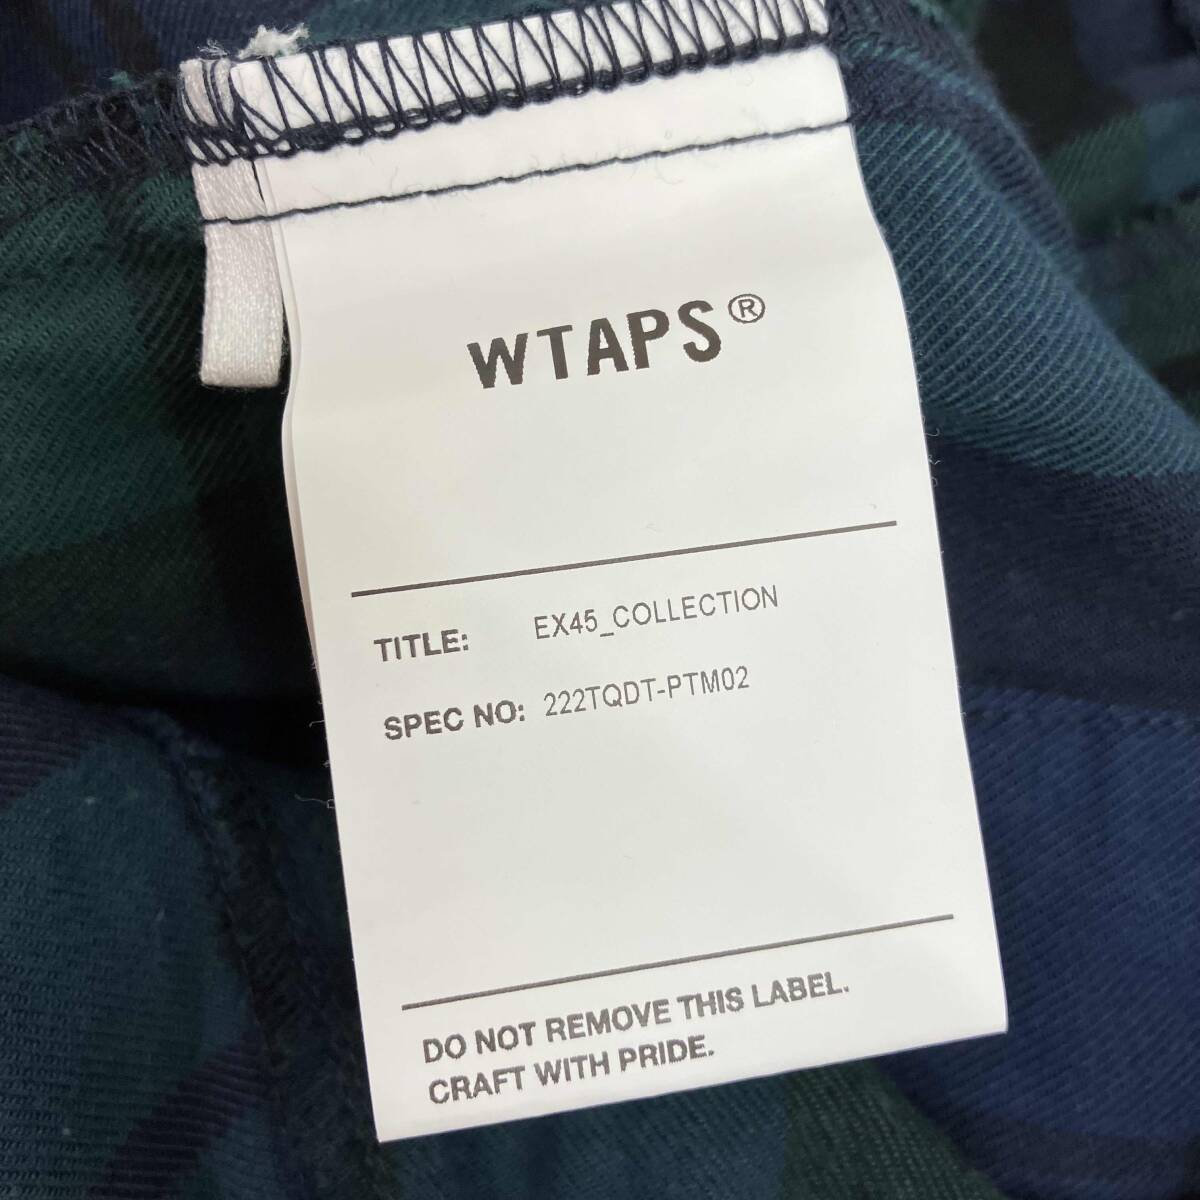 WTAPS®
TITLE: EX45_COLLECTION
SPEC NO: 222TQDT-PTM02
DO NOT REMOVE THIS LABEL.
CRAFT WITH PRIDE.